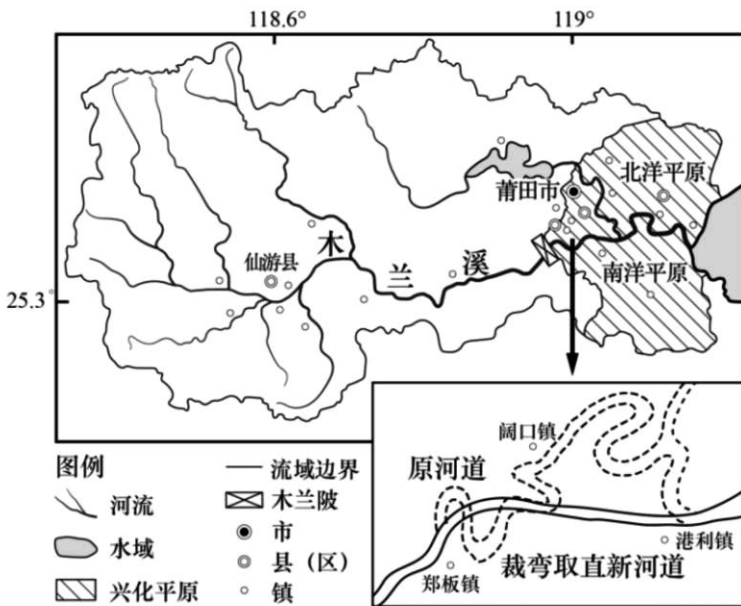 118.6°
119°
25.3°
莆田市
北洋平原
木
兰
溪
仙游县
南洋平原
阔口镇
原河道
港利镇
裁弯取直新河道
郑板镇
图例
河流
水域
兴化平原
流域边界
木兰陂
市
县（区）
镇